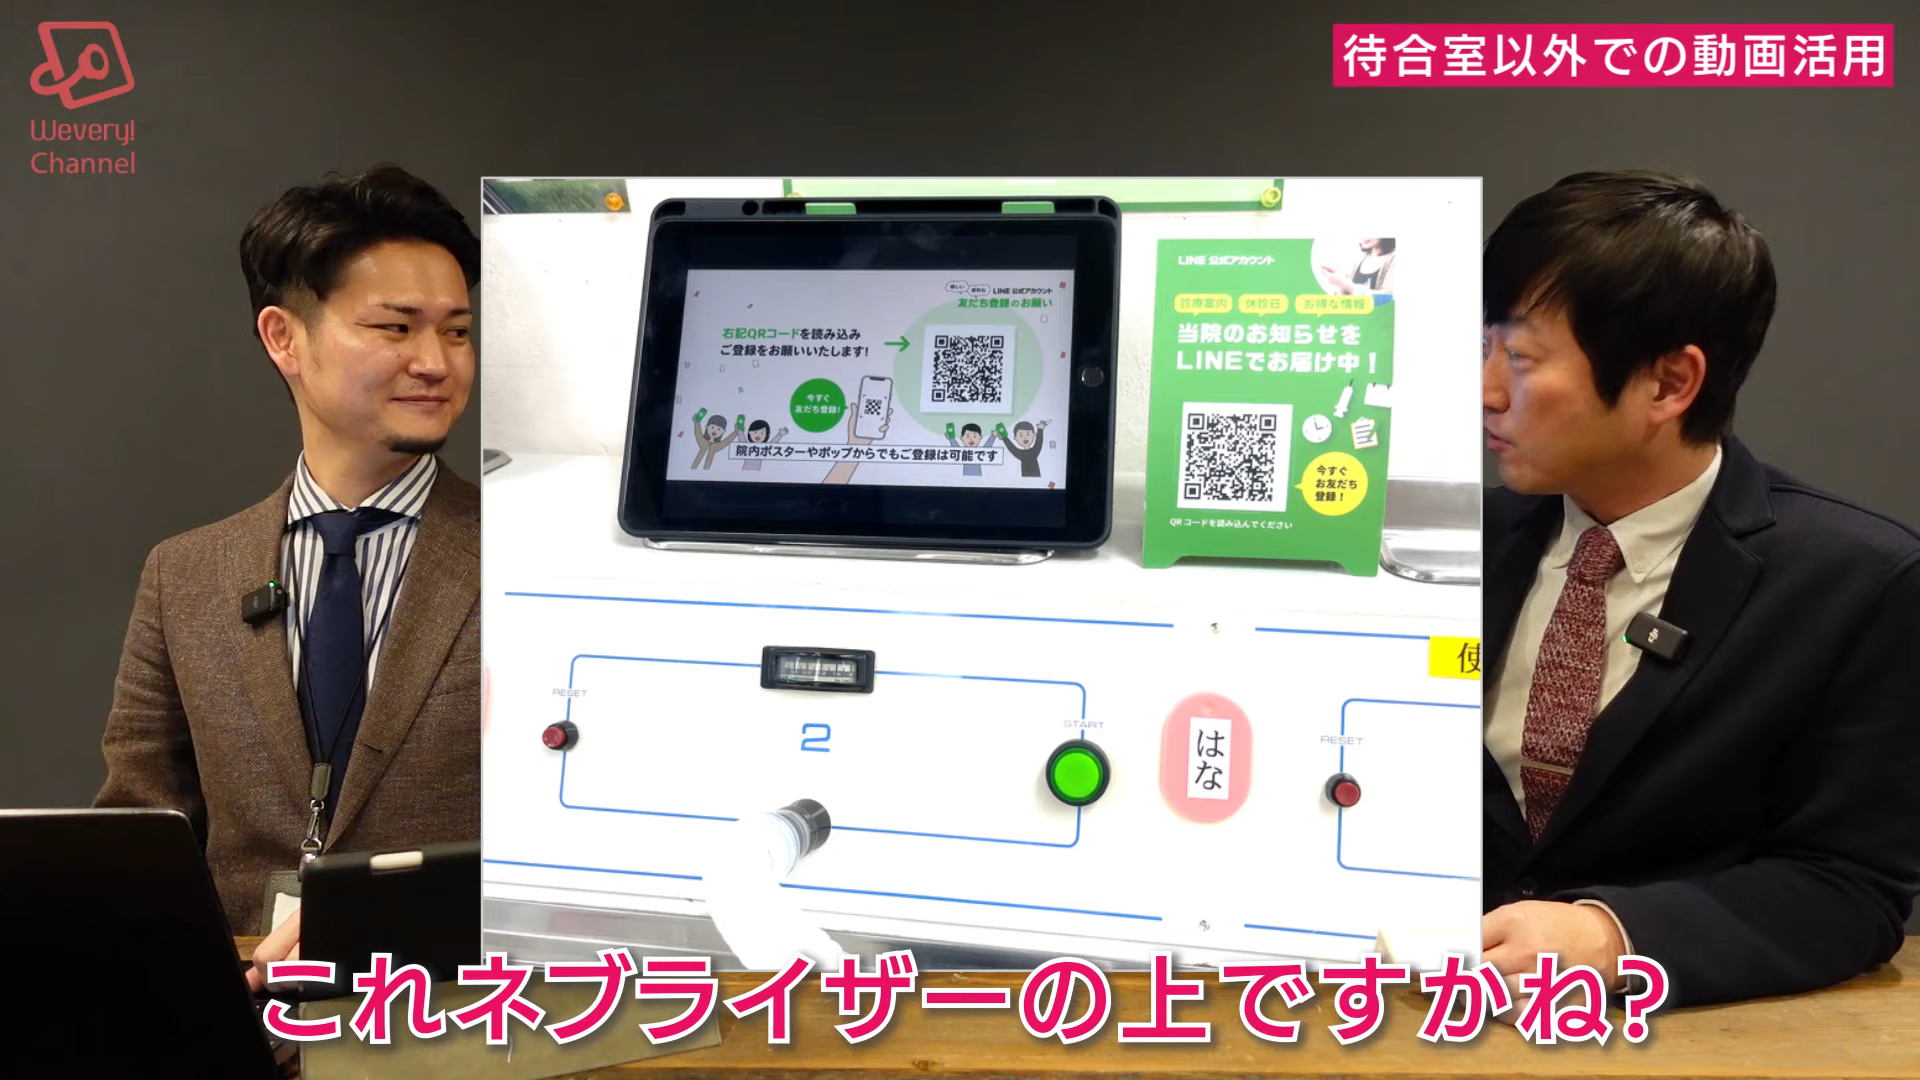 Wevery!
Channel
待合室以外での動画活用
嬉しい
便利な
LINE 公式アカウント
友だち登録のお願い
右記QRコードを読み込み
ご登録をお願いいたします!
今すぐ
友だち登録!
院内ポスターやポップからでもご登録は可能です
LINE 公式アカウント
診療案内
休診日
お得な情報
当院のお知らせを
LINEでお届け中!
今すぐ
お友だち
登録!
QRコードを読み込んでください
RESET
2
START
はな
RESET
使
これネブライザーの上ですかね?